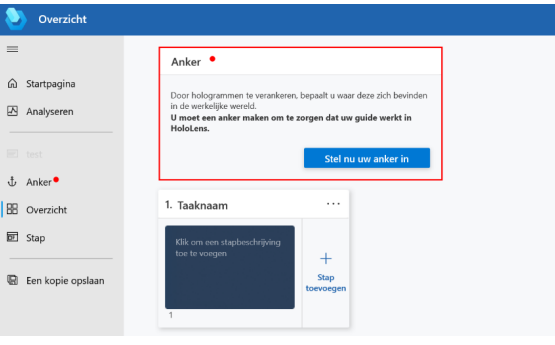 Overzicht
Startpagina
Analyseren
test
Anker
Overzicht
Stap
Een kopie opslaan
Anker
Door hologrammen te verankeren, bepaalt u waar deze zich bevinden
in de werkelijke wereld.
U moet een anker maken om te zorgen dat uw guide werkt in
HoloLens.
Stel nu uw anker in
1. Taaknaam ...
Klik om een stapbeschrijving
toe te voegen
Stap
toevoegen
1